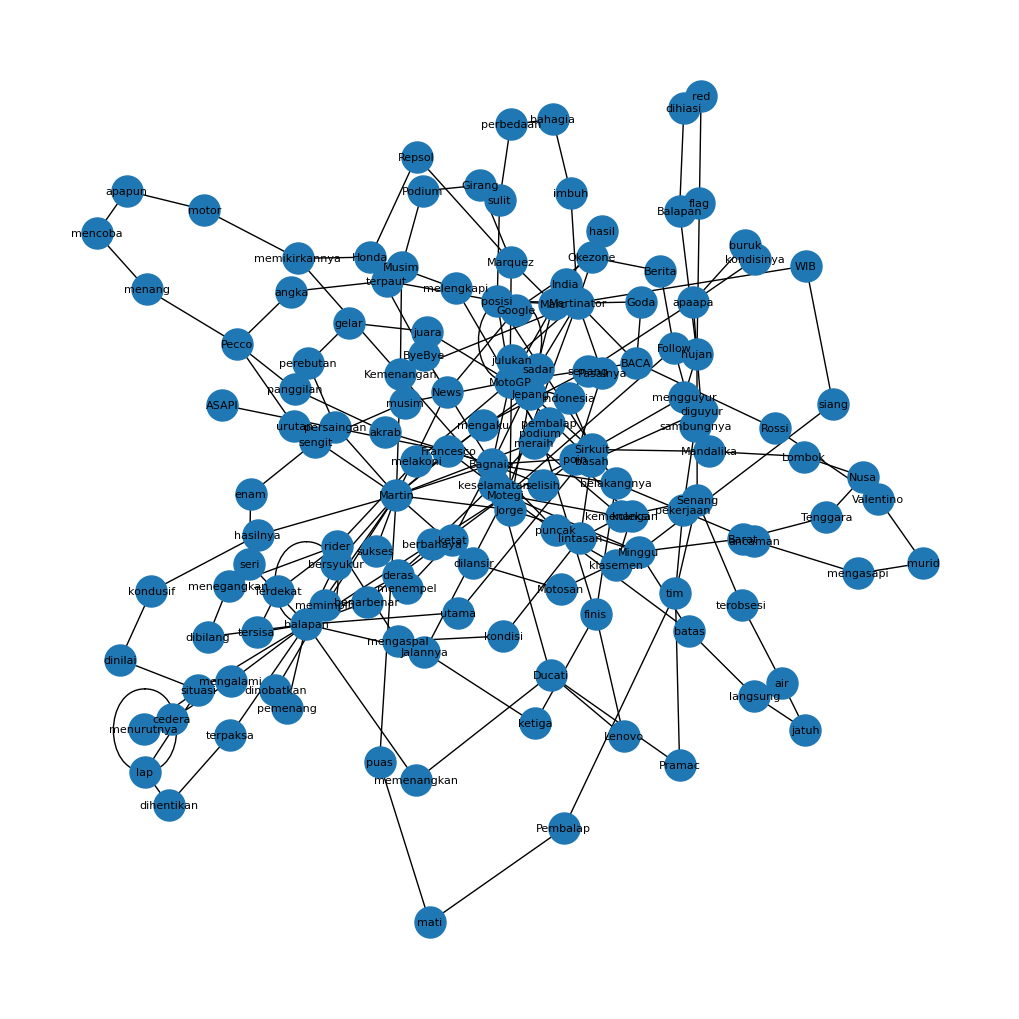 red
dihiasi
bahagia
perbedaan
Repsol
Girang
Podium
apapun
imbuh
sulit
flag
Balapan
motor
hasil
mencoba
buruk
kondisinya
Okezone
Honda
memikirkannya
Marquez
Musim
WIB
Berita
terpaut
India
melengkapi
menang
angka
posisi
Goda
apaapa
Marc
Martinator
Google
gelar
juara
Pecco
Follow
hujan
ByeBye
julukan
perebutan
BACA
sadar
senang
Pasalnya
Kemenangan
MotoGP
panggilan
News
Jepang
mengguyur
Indonesia
musim
ASAPI
siang
diguyur
pembalap
mengaku
urutan
persaingan
sambungnya
Rossi
akrab
podium
sengit
meraih
Francesco
Sirkuit
Mandalika
Lombok
poin
basah
melakoni
Bagnaia
Nusa
belakangnya
keselamatan
selisih
enam
Martin
Motegi
Valentino
Senang
Jorge
pekerjaan
kemenangan
Tenggara
puncak
hasilnya
lintasan
ketat
Barat
ancaman
berbahaya
rider
sukses
Minggu
seri
bersyukur
dilansir
klasemen
murid
deras
mengasapi
menegangkan
menempel
Motosan
kondusif
Terdekat
tim
benarbenar
memimpin
terobsesi
utama
finis
balapan
tersisa
batas
dibilang
kondisi
mengaspal
Jalannya
dinilai
Ducati
mengalami
air
situasi
dinobatkan
langsung
pemenang
cedera
ketiga
menurutnya
jatuh
terpaksa
Lenovo
puas
Pramac
lap
memenangkan
dihentikan
Pembalap
mati